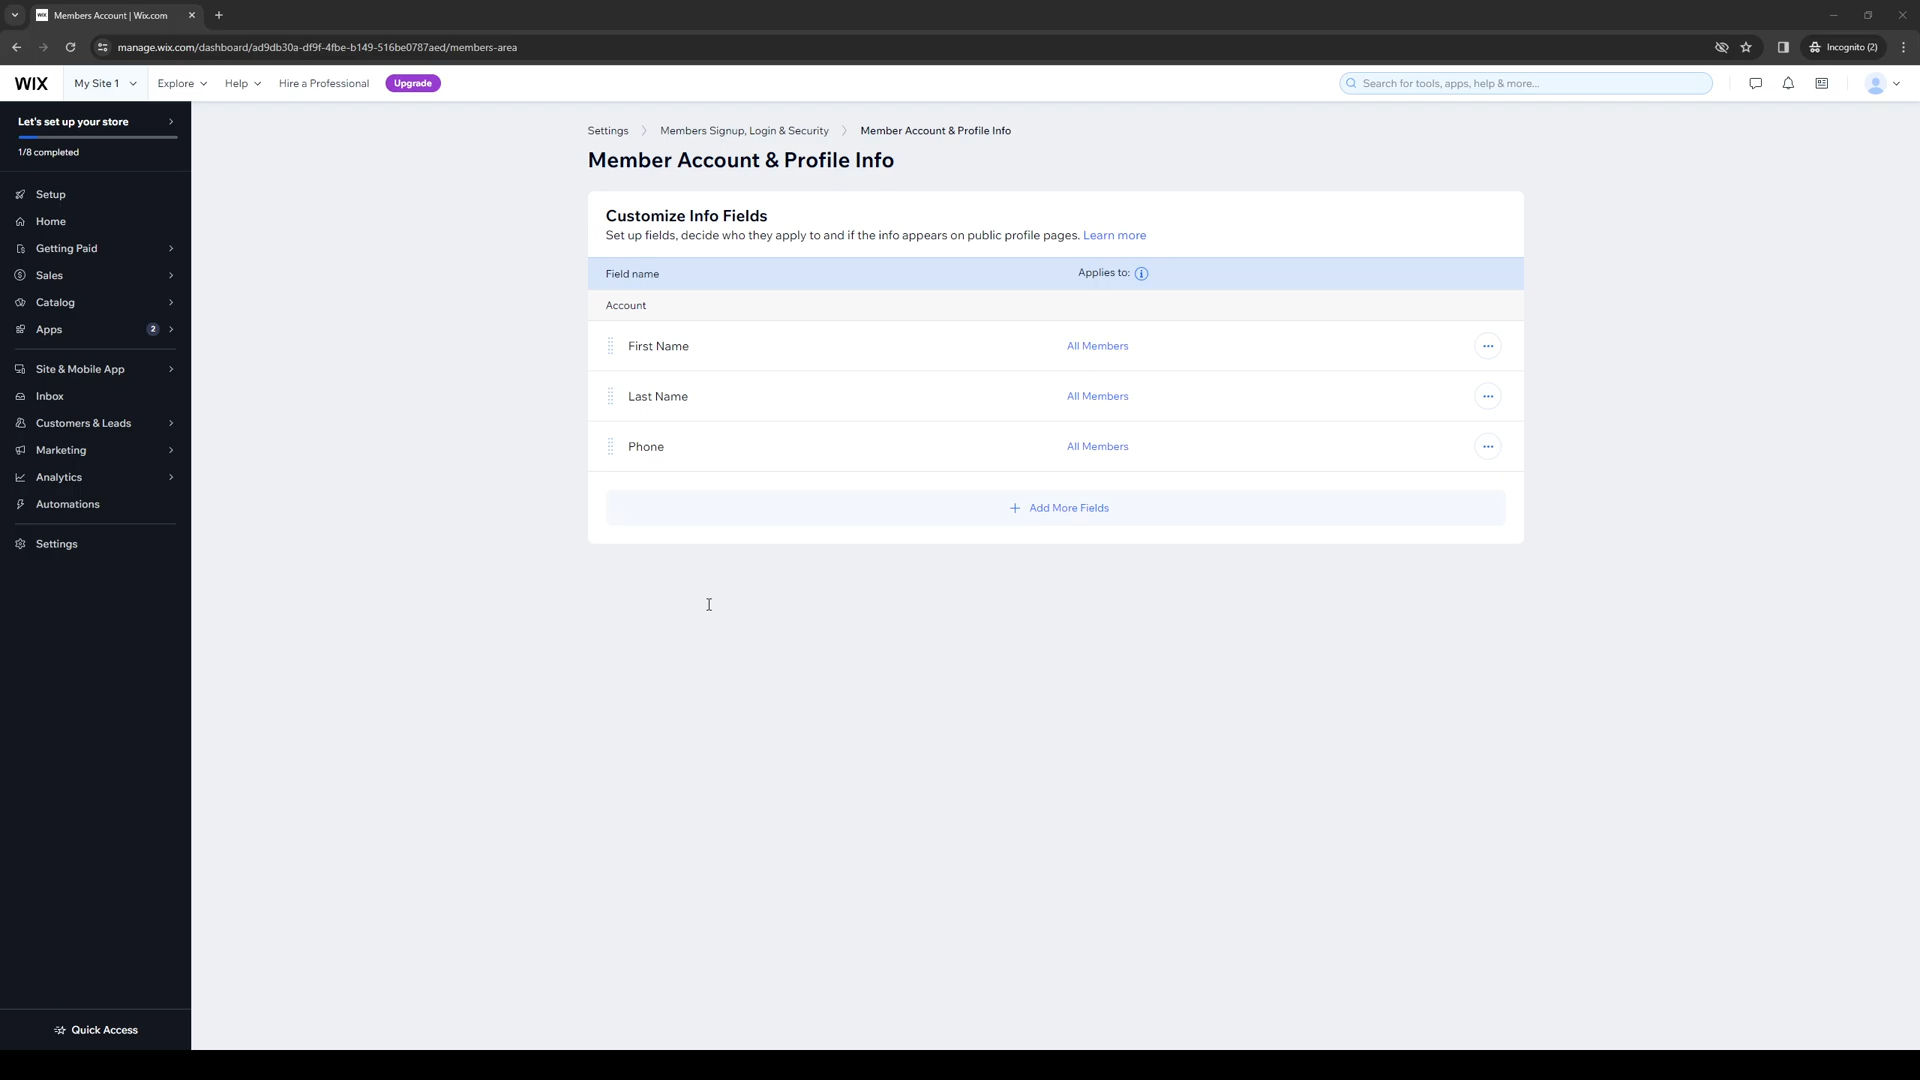 Members Account | Wix.com
manage.wix.com/dashboard/ad9db30a-df9f-4fbe-b149-516be0787aed/members-area
Incognito (2)
WIX
My Site 1
Explore
Help
Hire a Professional
Upgrade
Search for tools, apps, help & more...
Let's set up your store
1/8 completed
Setup
Home
Getting Paid
Sales
Catalog
Apps 2
Site & Mobile App
Inbox
Customers & Leads
Marketing
Analytics
Automations
Settings
Quick Access
Settings > Members Signup, Login & Security > Member Account & Profile Info
Member Account & Profile Info
Customize Info Fields
Set up fields, decide who they apply to and if the info appears on public profile pages. Learn more
Field name Applies to:
Account
First Name All Members
Last Name All Members
Phone All Members
+ Add More Fields